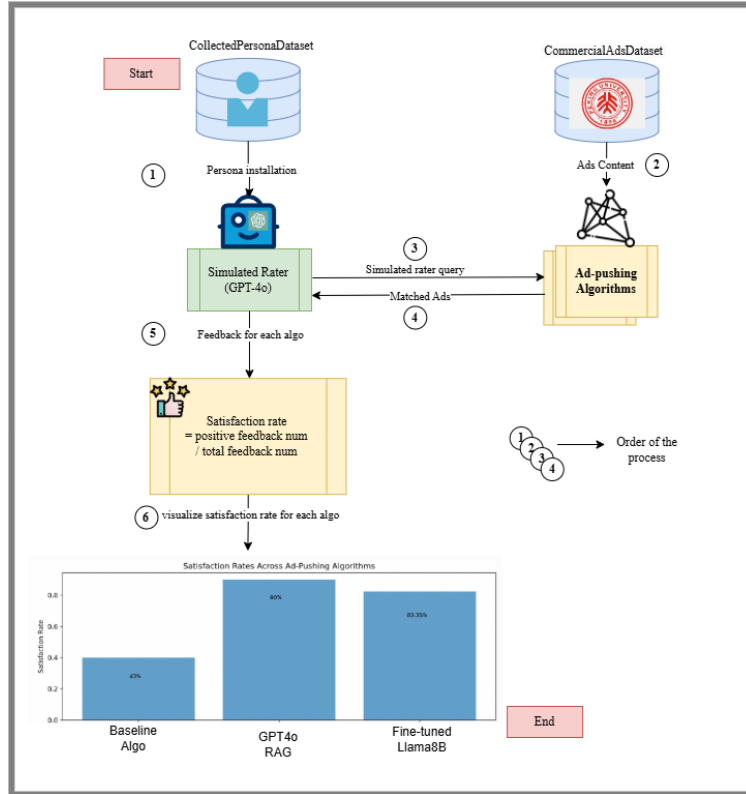 CollectedPersonaDataset
CommercialAdsDataset
Start
PEKING UNIVERSITY
1898
1
Persona installation
Ads Content
2
3
Simulated Rater
(GPT-4o)
Simulated rater query
Ad-pushing
Algorithms
Matched Ads
4
5
Feedback for each algo
Satisfaction rate
= positive feedback num
/ total feedback num
1
2
3
4
Order of the
process
6
visualize satisfaction rate for each algo
Satisfaction Rates Across Ad-Pushing Algorithms
Satisfaction Rate
0.8
0.6
0.4
0.2
0.0
Baseline
Algo
GPT4o
RAG
Fine-tuned
Llama8B
End